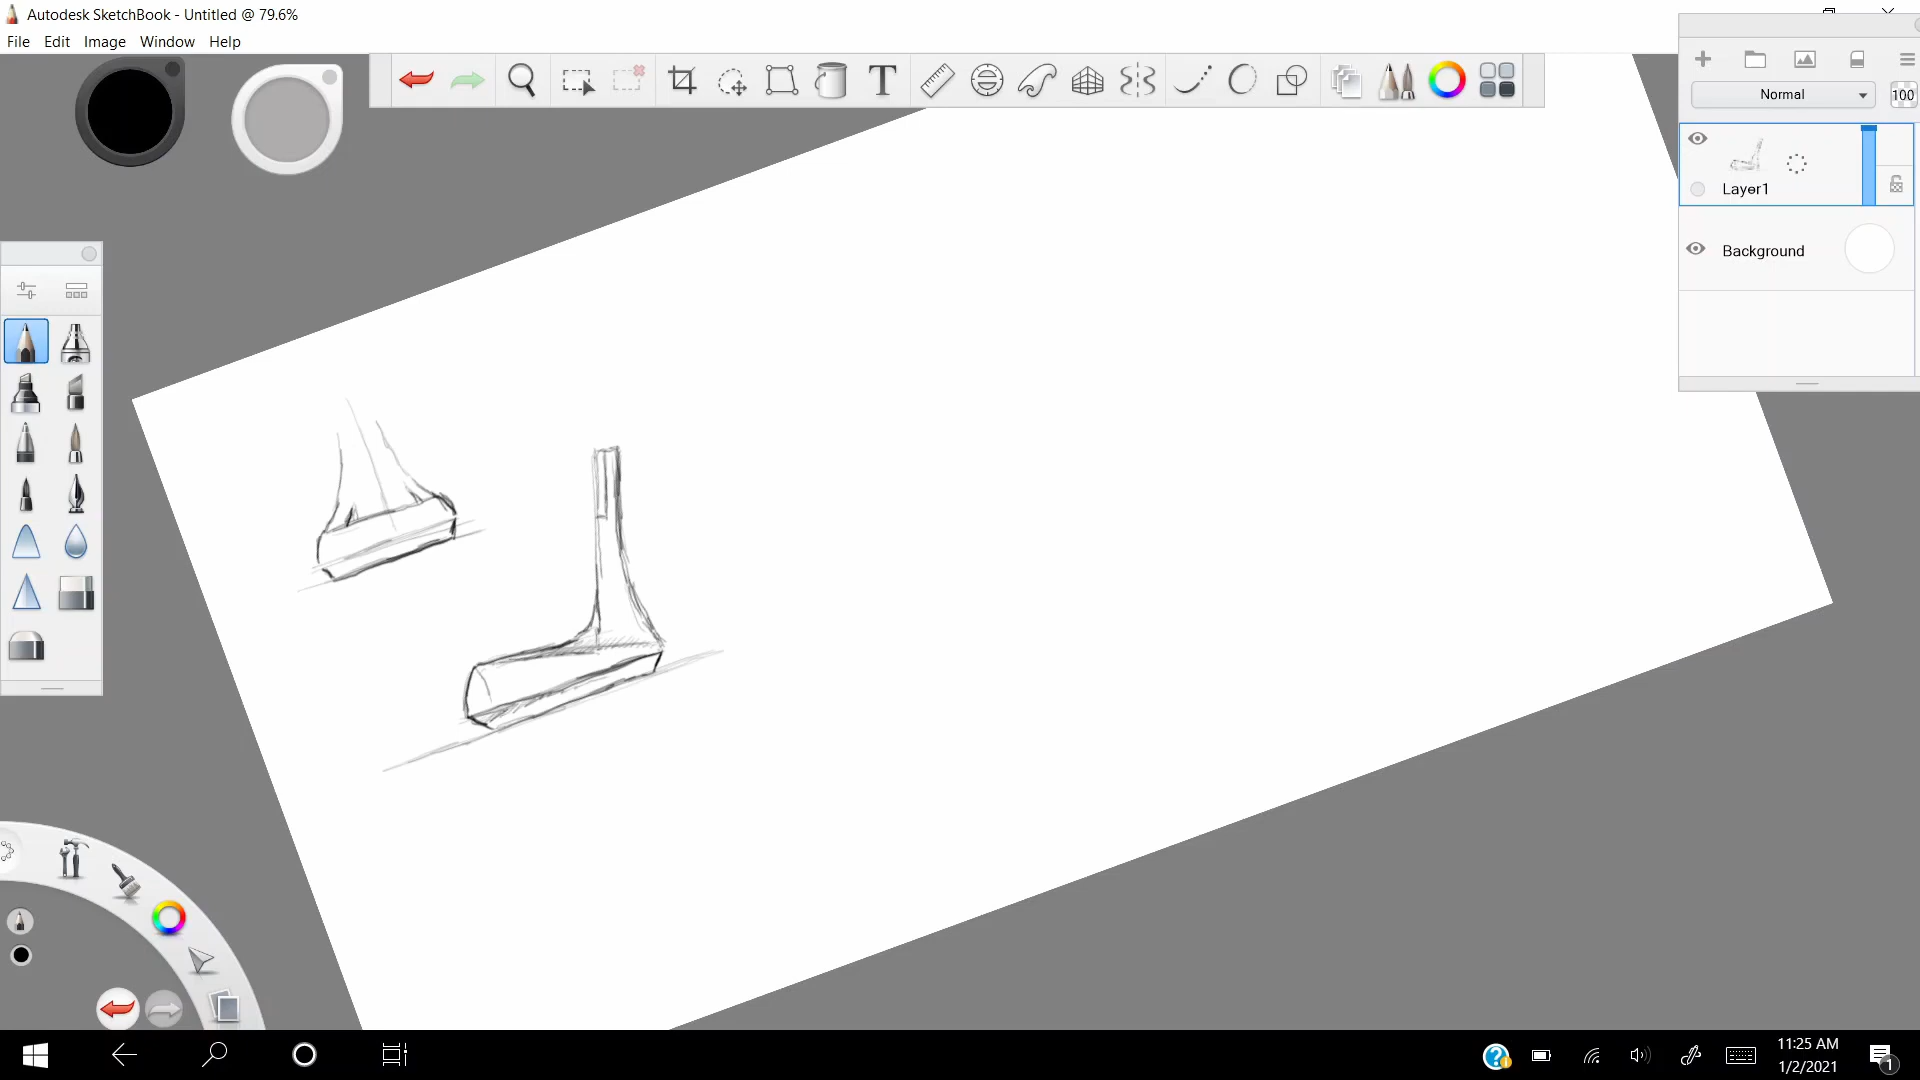 Autodesk SketchBook - Untitled @ 79.6%
File Edit Image Window Help
T
Normal
100
Layer1
Background
11:25 AM
1/2/2021
1